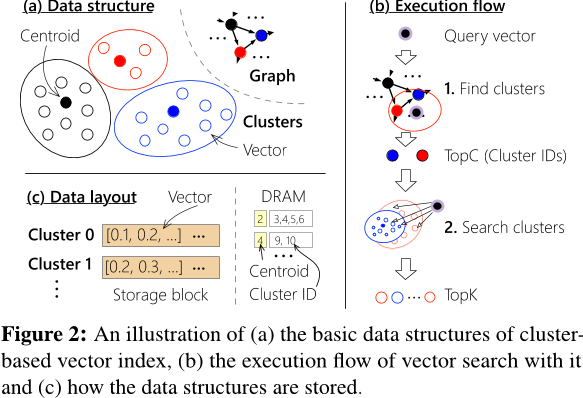 (a) Data structure
Centroid
Graph
Clusters
Vector
(b) Execution flow
Query vector
1. Find clusters
TopC (Cluster IDs)
2. Search clusters
TopK
(c) Data layout
Vector
Cluster 0 [0.1, 0.2, ...] ...
Cluster 1 [0.2, 0.3, ...] ...
Storage block
DRAM
2 3,4,5,6
4 9, 10
...
Centroid
Cluster ID
Figure 2: An illustration of (a) the basic data structures of cluster-
based vector index, (b) the execution flow of vector search with it
and (c) how the data structures are stored.